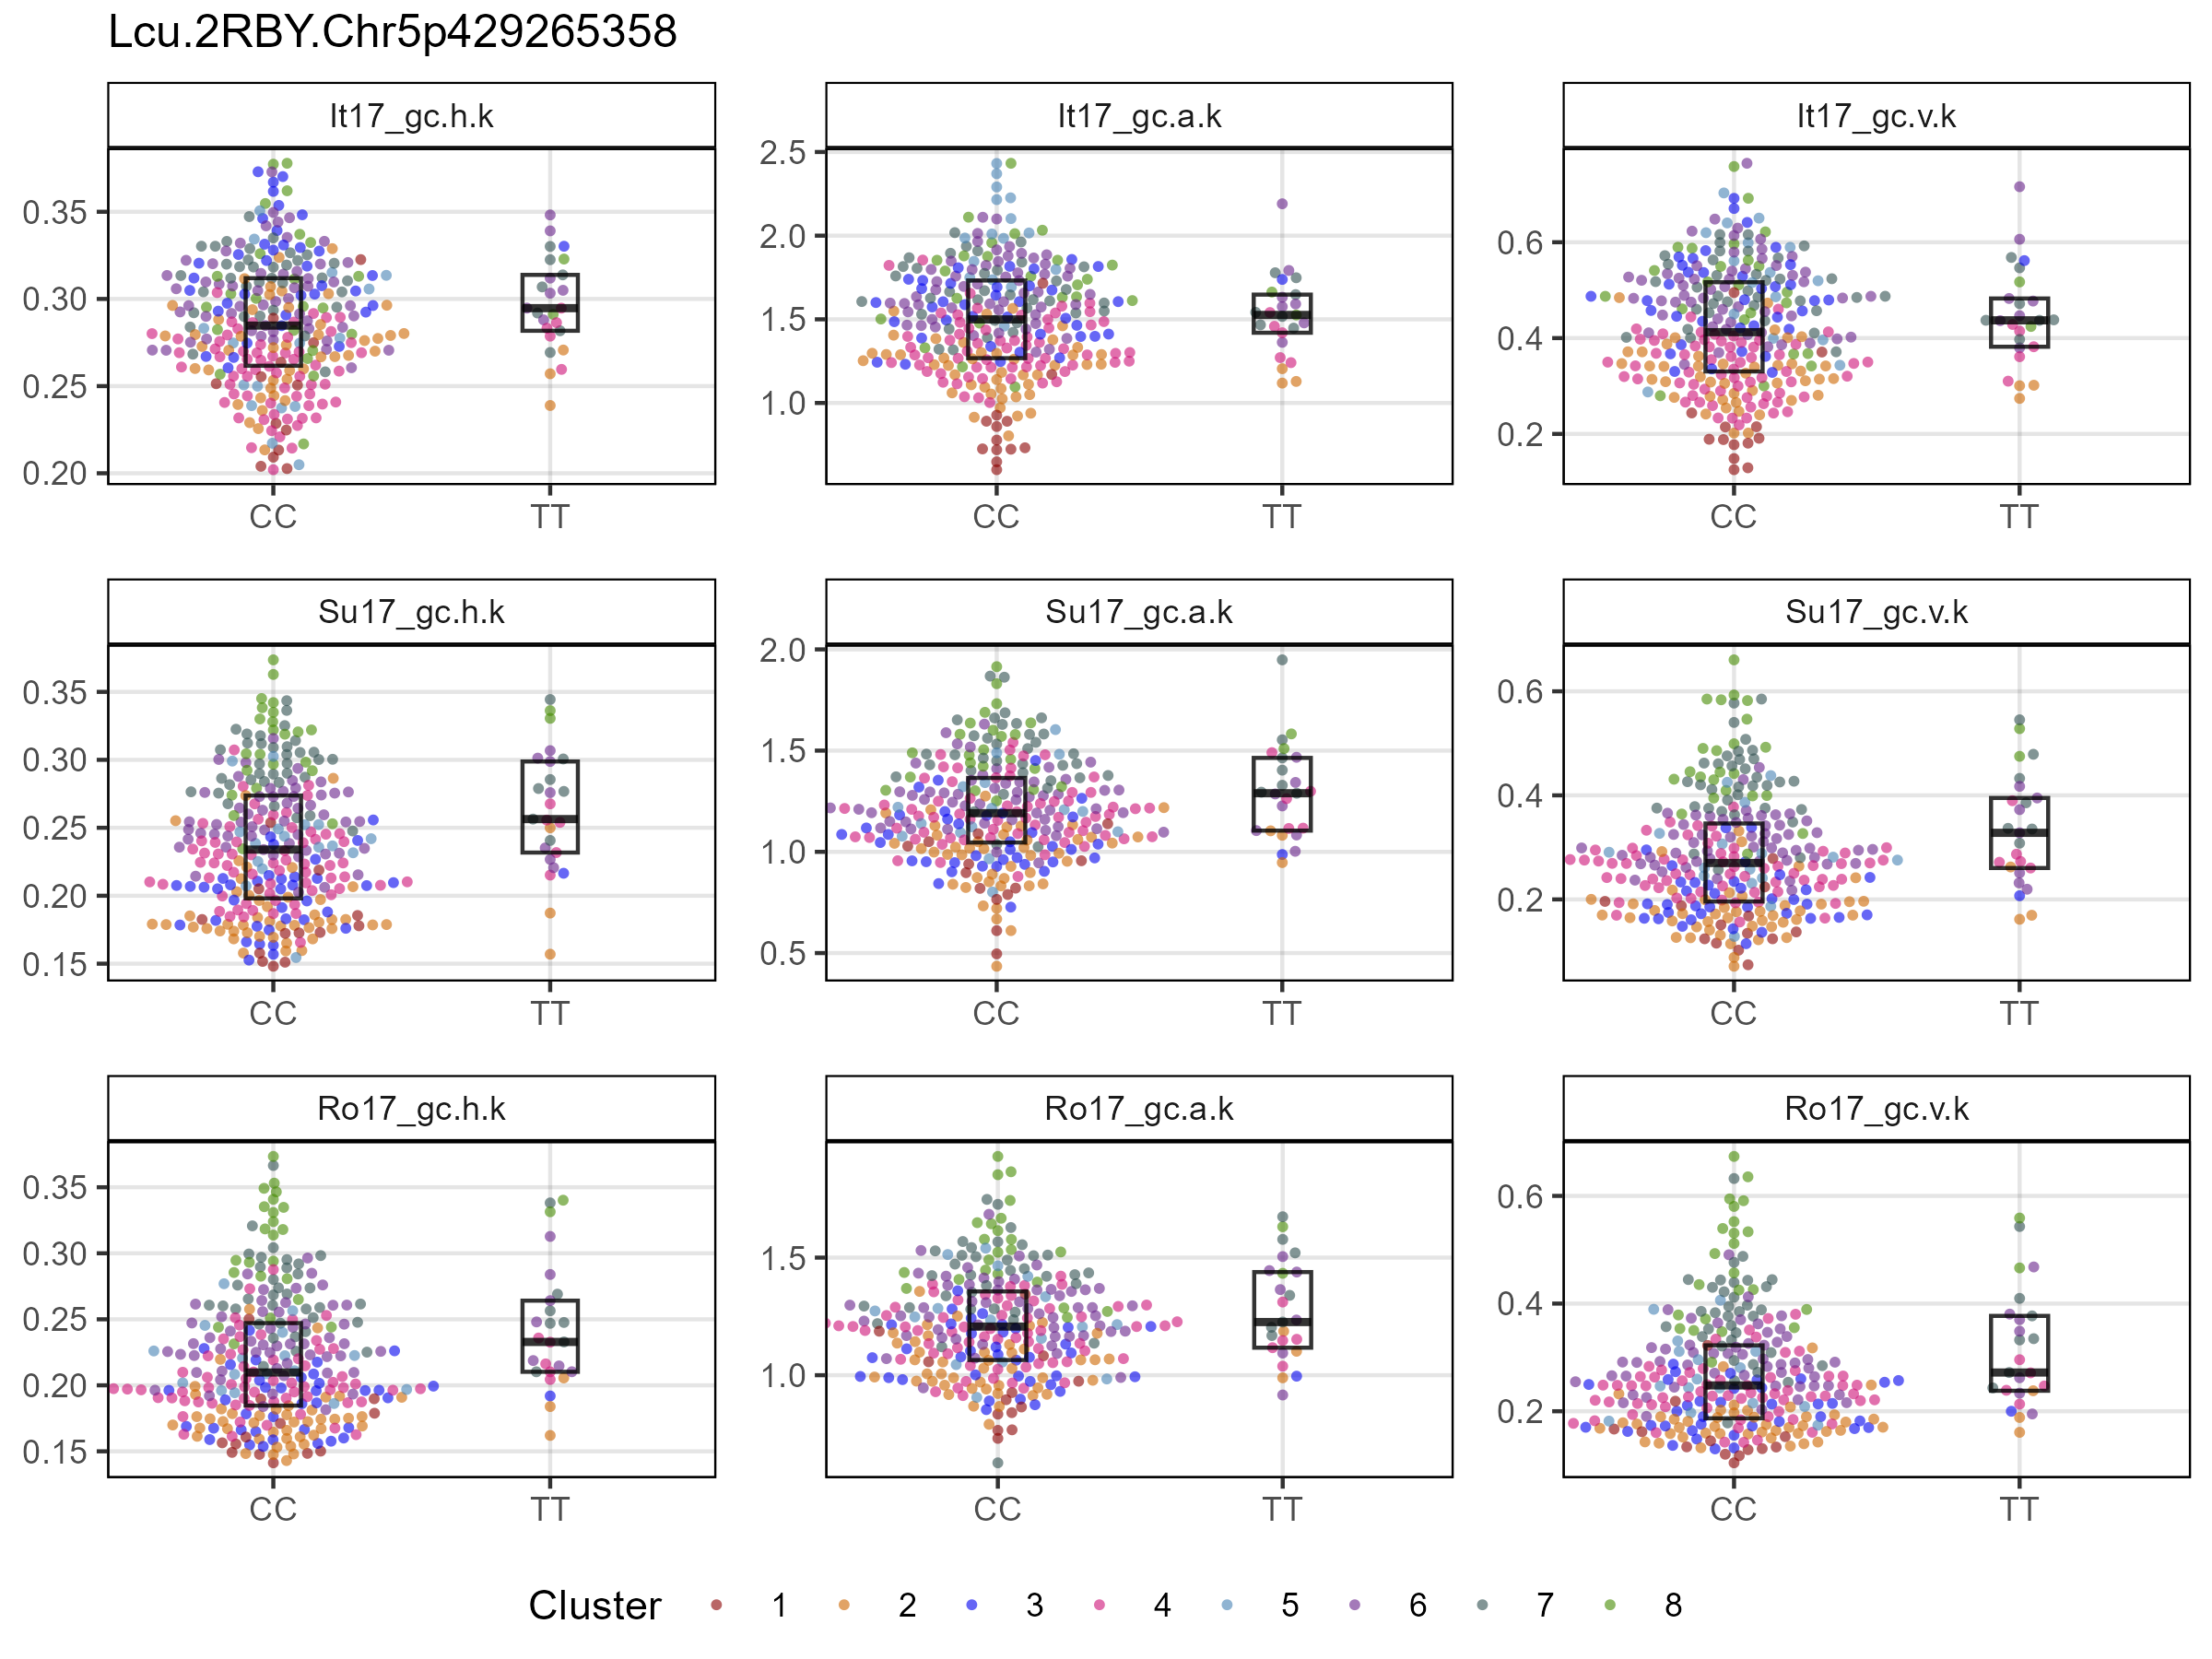 Lcu.2RBY.Chr5p429265358
It17_gc.h.k
It17_gc.a.k
It17_gc.v.k
0.35
0.30
0.25
0.20
CC
TT
2.5
2.0
1.5
1.0
CC
TT
0.6
0.4
0.2
CC
TT
Su17_gc.h.k
Su17_gc.a.k
Su17_gc.v.k
0.35
0.30
0.25
0.20
0.15
CC
TT
2.0
1.5
1.0
0.5
CC
TT
0.6
0.4
0.2
CC
TT
Ro17_gc.h.k
Ro17_gc.a.k
Ro17_gc.v.k
0.35
0.30
0.25
0.20
0.15
CC
TT
1.5
1.0
CC
TT
0.6
0.4
0.2
CC
TT
Cluster 1 2 3 4 5 6 7 8